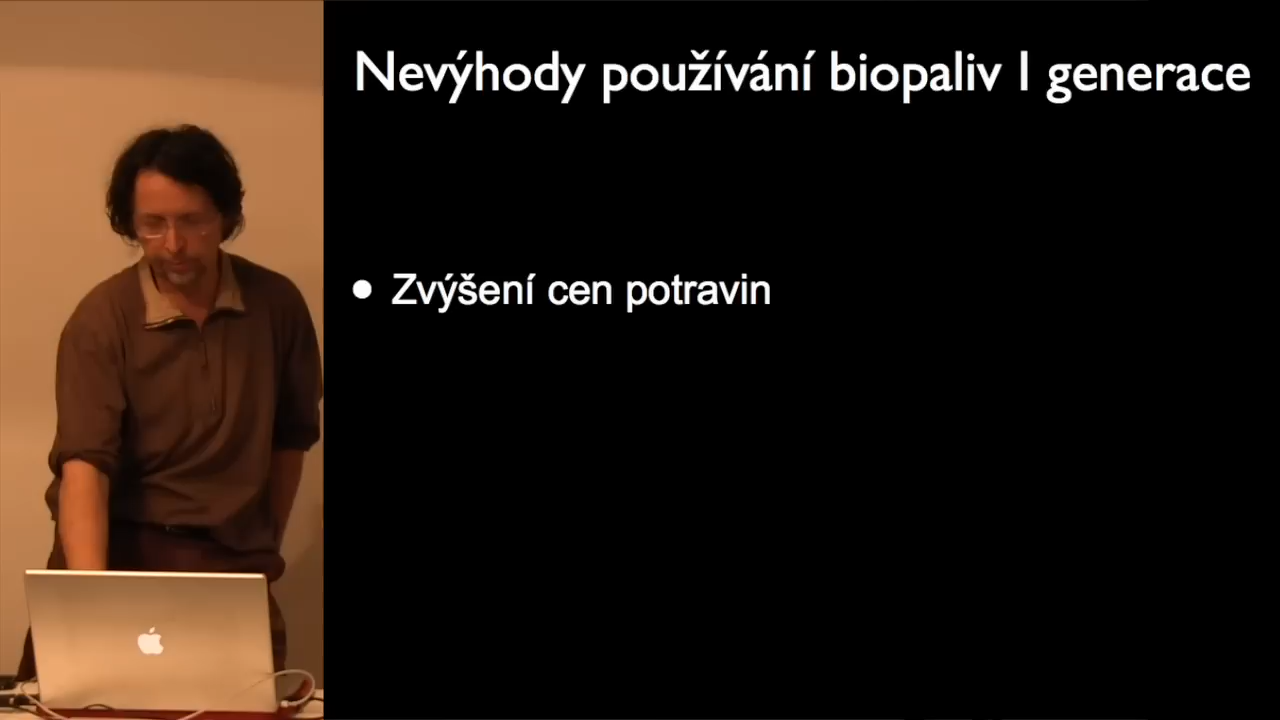 Nevýhody používání biopaliv I generace
• Zvýšení cen potravin